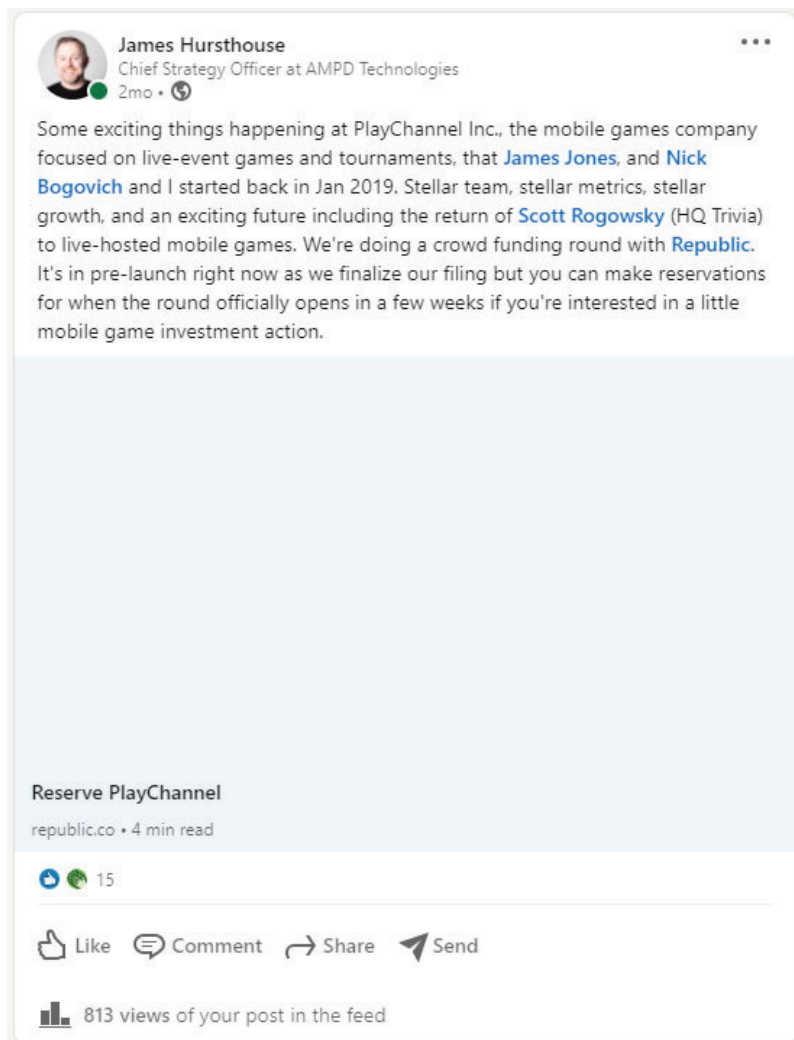 James Hursthouse
Chief Strategy Officer at AMPD Technologies
2mo •
Some exciting things happening at PlayChannel Inc., the mobile games company
focused on live-event games and tournaments, that James Jones, and Nick
Bogovich and I started back in Jan 2019. Stellar team, stellar metrics, stellar
growth, and an exciting future including the return of Scott Rogowsky (HQ Trivia)
to live-hosted mobile games. We're doing a crowd funding round with Republic.
It's in pre-launch right now as we finalize our filing but you can make reservations
for when the round officially opens in a few weeks if you're interested in a little
mobile game investment action.
Reserve PlayChannel
republic.co • 4 min read
15
Like Comment Share Send
813 views of your post in the feed